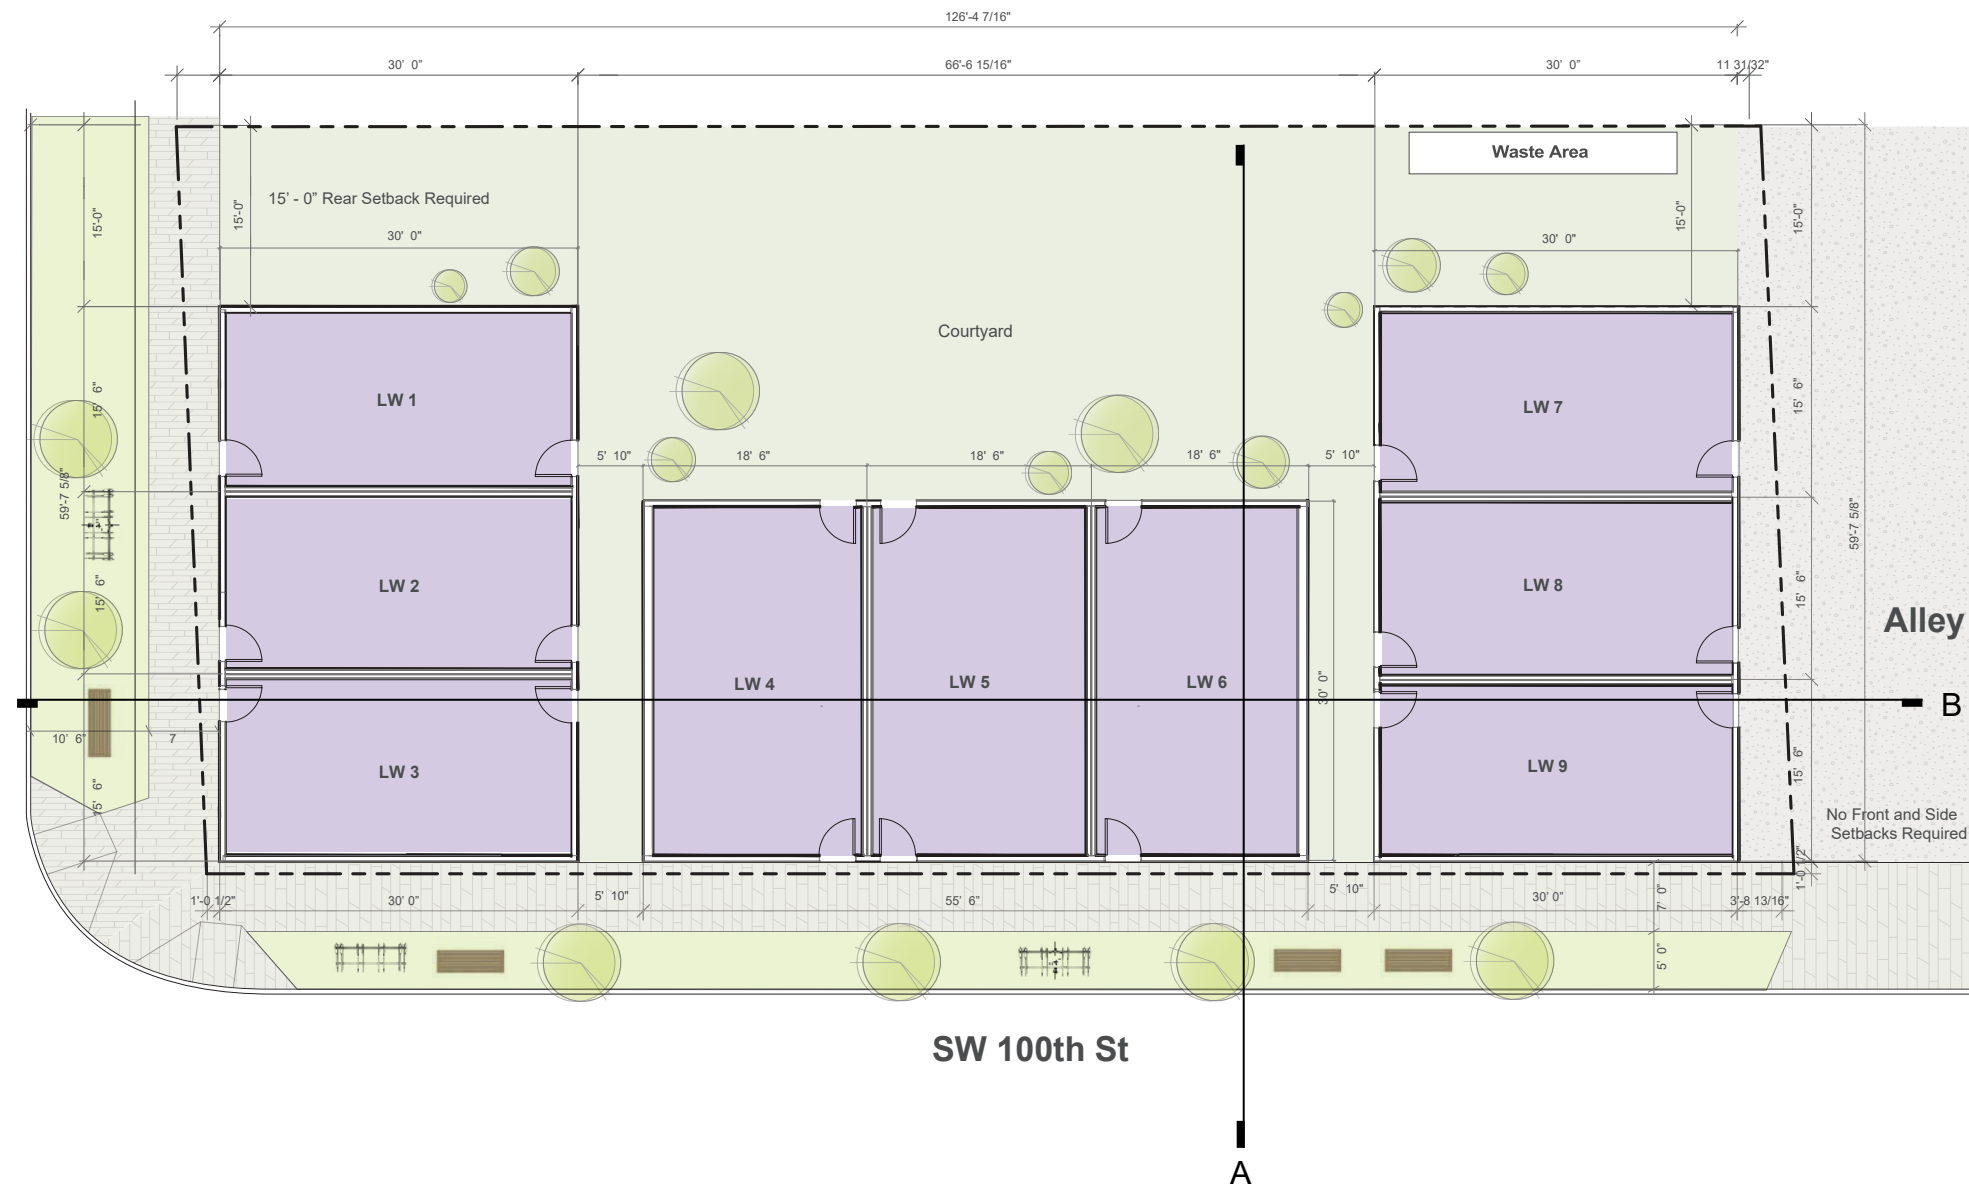 126'-4 7/16"
30' 0"
66'-6 15/16"
30' 0"
11 31/32"
Waste Area
15' - 0" Rear Setback Required
15'-0"
15'-0"
15'-0"
15'-0"
30' 0"
30' 0"
Courtyard
LW 1
LW 7
15' 6"
15' 6"
5' 10"
18' 6"
18' 6"
18' 6"
5' 10"
59'-7 5/8"
59'-7 5/8"
LW 2
LW 8
15' 6"
15' 6"
Alley
LW 4
LW 5
LW 6
30' 0"
B
10' 6"
7
LW 3
LW 9
15' 6"
15' 6"
No Front and Side
Setbacks Required
1'-0 1/2"
1'-0 1/2"
30' 0"
5' 10"
55' 6"
5' 10"
30' 0"
7' 0"
3'-8 13/16"
5' 0"
SW 100th St
A